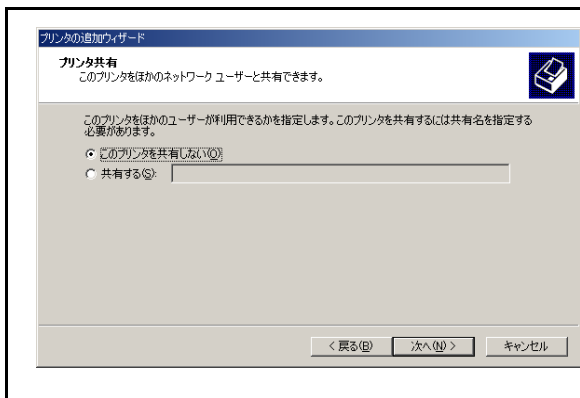 プリンタの追加ウィザード
プリンタ共有
このプリンタをほかのネットワーク ユーザーと共有できます。
このプリンタをほかのユーザーが利用できるかを指定します。このプリンタを共有するには共有名を指定する
必要があります。
このプリンタを共有しない(O)
共有する(S):
< 戻る(B) 次へ(N) > キャンセル